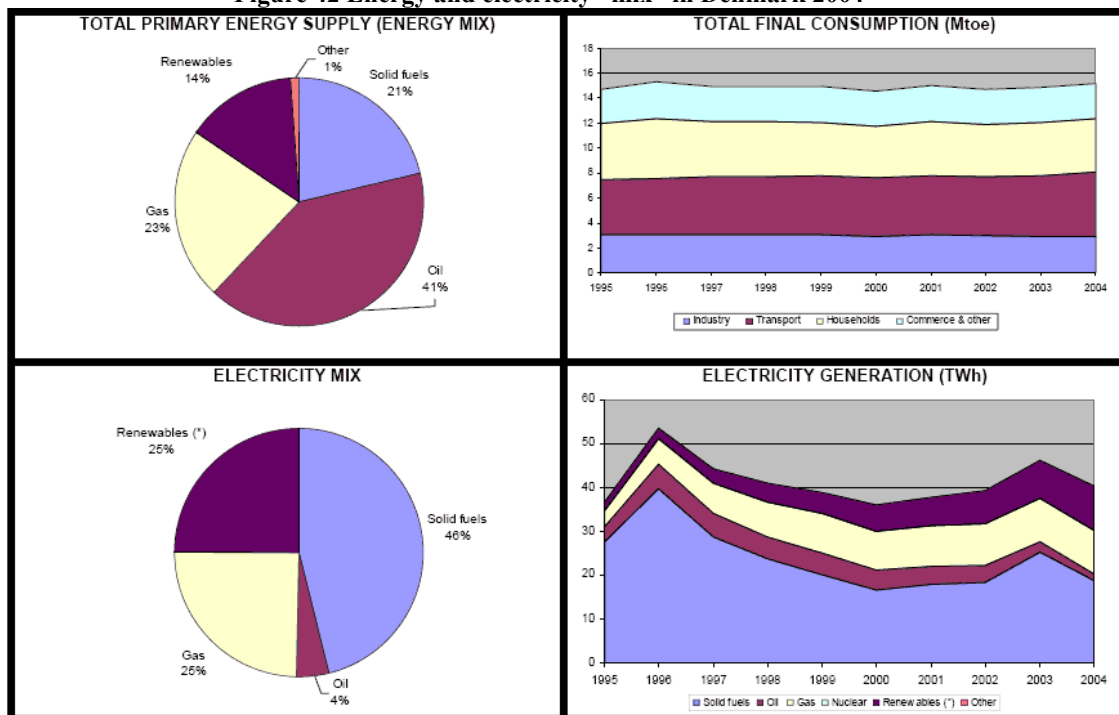 Figure 42 Energy and electricity "mix" in Denmark 2004
TOTAL PRIMARY ENERGY SUPPLY (ENERGY MIX)
Other
1%
Renewables
14%
Solid fuels
21%
Gas
23%
Oil
41%
TOTAL FINAL CONSUMPTION (Mtoe)
18
16
14
12
10
8
6
4
2
0
1995 1996 1997 1998 1999 2000 2001 2002 2003 2004
Industry Transport Households Commerce & other
ELECTRICITY MIX
Renewables (*)
25%
Solid fuels
46%
Gas
25%
Oil
4%
ELECTRICITY GENERATION (TWh)
60
50
40
30
20
10
0
1995 1996 1997 1998 1999 2000 2001 2002 2003 2004
Solid fuels Oil Gas Nuclear Renewables (*) Other